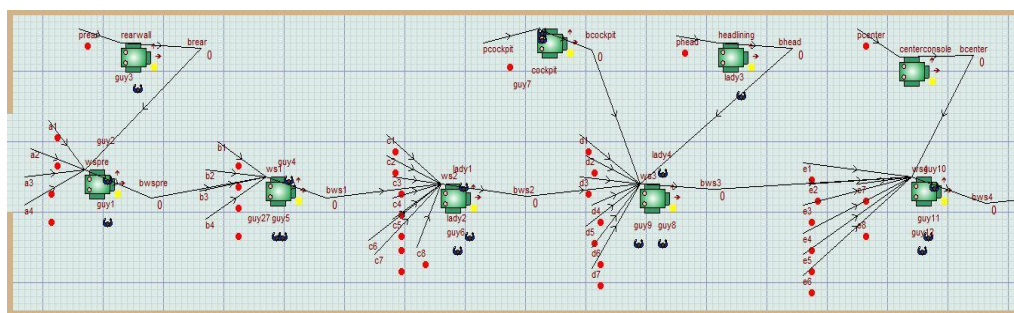 prear rearwall brear 0 guy3
pcockpit cockpit bcockpit 0 guy7
phead headlining bhead 0 lady3
pcenter centerconsole bcenter 0
a1 a2 a3 a4 guy2 wspre guy1 bwspre 0
b1 b2 b3 b4 ws1 guy4 guy27 guy5 bws1 0
c1 c2 c3 c4 c5 c6 c7 c8 ws2 lady1 lady2 guy6 bws2 0
d1 d2 d3 d4 d5 d6 d7 ws3 lady4 guy9 guy8 bws3 0
e1 e2 e3 e4 e5 e6 e7 e8 ws4 guy10 guy11 guy12 bws4 0